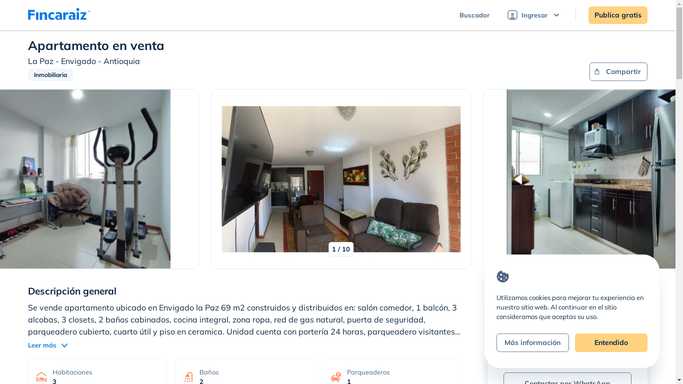 Fincaraiz
Buscador
Ingresar
Publica gratis
Apartamento en venta
La Paz - Envigado - Antioquia
Inmobiliaria
Compartir
1 / 10
Descripción general
Se vende apartamento ubicado en Envigado la Paz 69 m2 construidos y distribuidos en: salón comedor, 1 balcón, 3
alcobas, 3 closets, 2 baños cabinados, cocina integral, zona ropa, red de gas natural, puerta de seguridad,
parqueadero cubierto, cuarto útil y piso en ceramica. Unidad cuenta con portería 24 horas, parqueadero visitantes...
Leer más
Habitaciones
3
Baños
2
Parqueaderos
1
Utilizamos cookies para mejorar tu experiencia en
nuestro sitio web. Al continuar en el sitio
consideramos que aceptas su uso.
Más información
Entendido
Contactar por WhatsApp